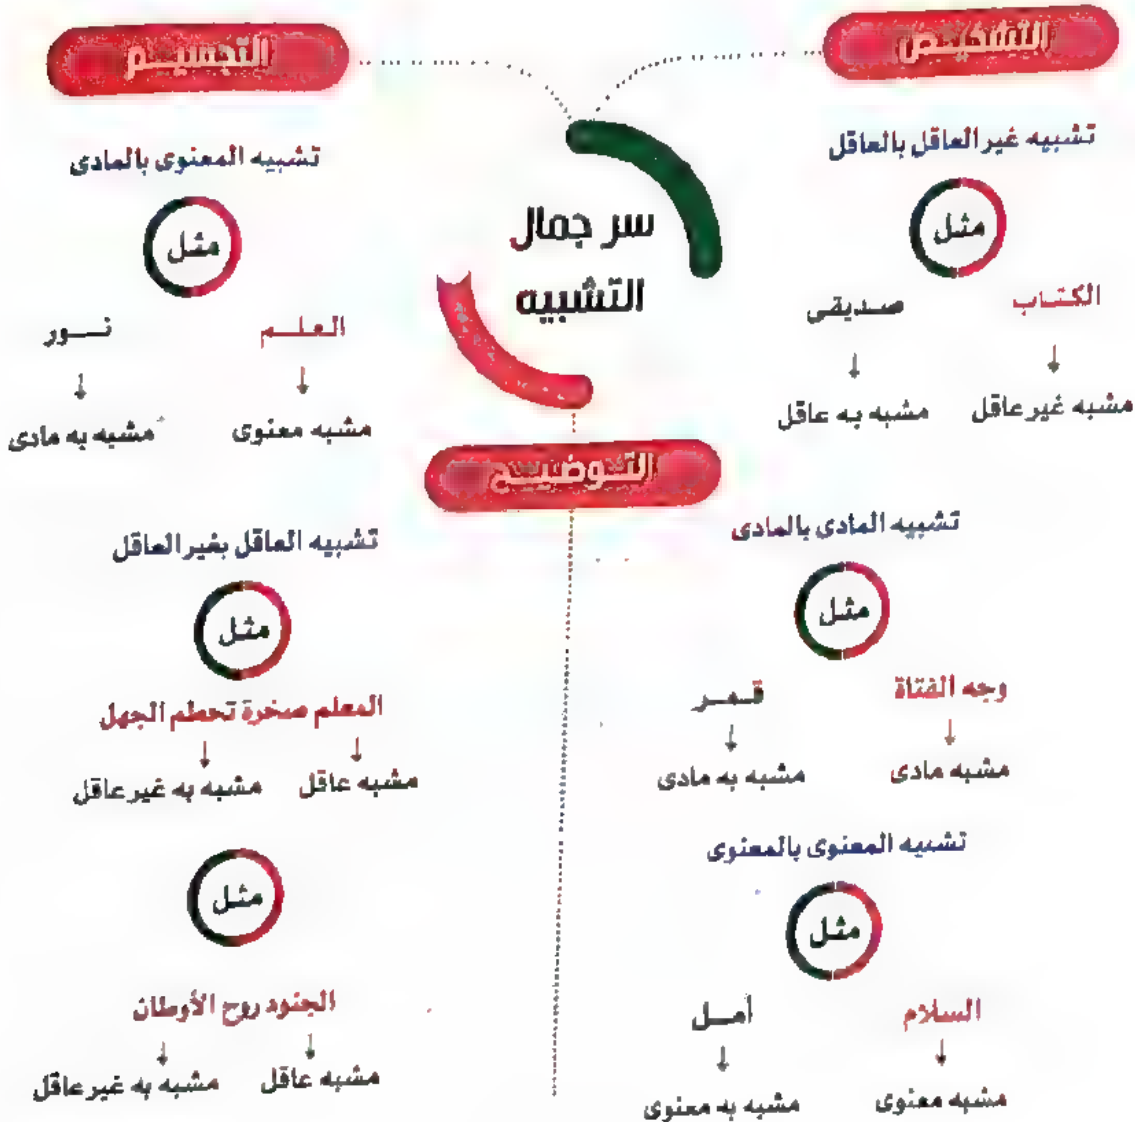 التشخيص
التجسيم
سر جمال
التشبيه
تشبيه غير العاقل بالعاقل
مثل
الكتاب
صديقى
مشبه غير عاقل
مشبه به عاقل
تشبيه المعنوى بالمادى
مثل
العلم
نور
مشبه معنوى
مشبه به مادى
التوضيح
تشبيه المادى بالمادى
مثل
وجه الفتاة
قمر
مشبه مادى
مشبه به مادى
تشبيه المعنوى بالمعنوى
مثل
السلام
أمل
مشبه معنوى
مشبه به معنوى
تشبيه العاقل بغير العاقل
مثل
المعلم صخرة تحطم الجهل
مشبه عاقل
مشبه به غير عاقل
مثل
الجنود روح الأوطان
مشبه عاقل
مشبه به غير عاقل